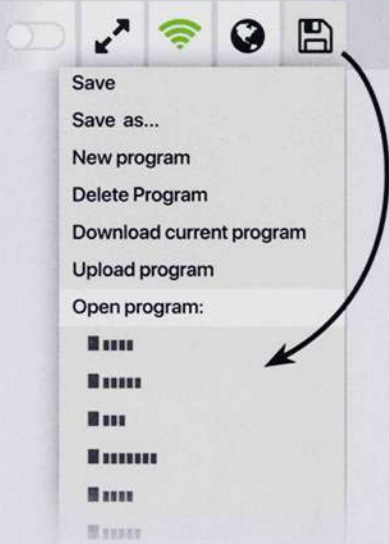 Save
Save as...
New program
Delete Program
Download current program
Upload program
Open program: